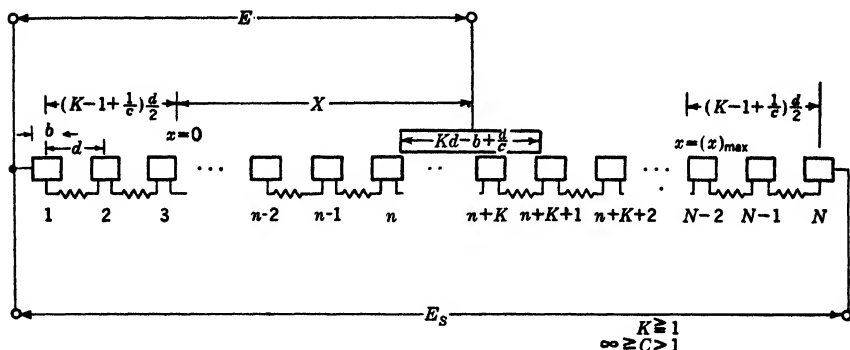 E
(K-1+1/c)d/2 X (K-1+1/c)d/2
b x=0 Kd-b+d/c x=(x)max
d
1 2 3 n-2 n-1 n n+K n+K+1 n+K+2 N-2 N-1 N
Es
K≧1
∞≧C>1